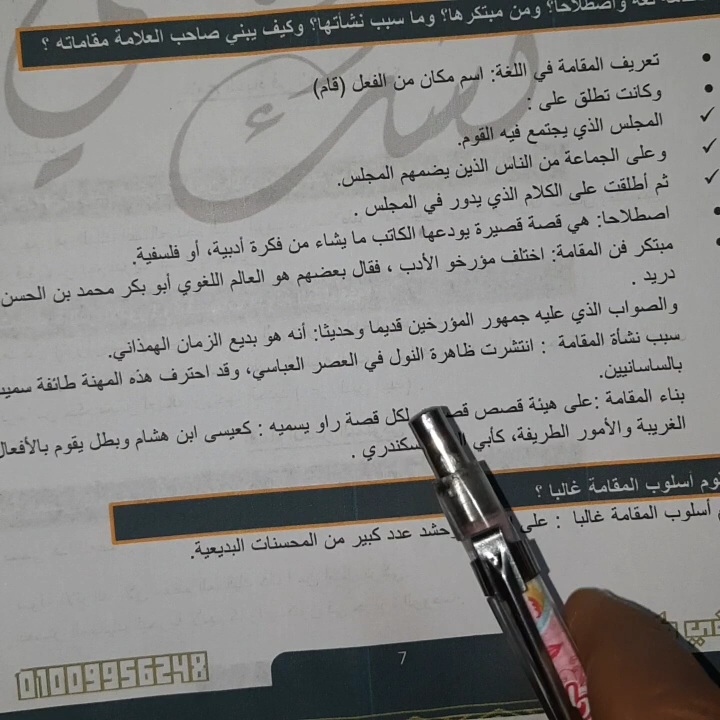 واصطلاحا؟ ومن مبتكرها؟ وما سبب نشأتها؟ وكيف يبني صاحب العلامة مقاماته ؟
تعريف المقامة في اللغة: اسم مكان من الفعل (قام)
وكانت تطلق على :
المجلس الذي يجتمع فيه القوم.
وعلى الجماعة من الناس الذين يضمهم المجلس.
ثم أطلقت على الكلام الذي يدور في المجلس .
اصطلاحا: هي قصة قصيرة يودعها الكاتب ما يشاء من فكرة أدبية، أو فلسفية.
مبتكر فن المقامة: اختلف مؤرخو الأدب ، فقال بعضهم هو العالم اللغوي أبو بكر محمد بن الحسن
دريد .
والصواب الذي عليه جمهور المؤرخين قديما وحديثا: أنه هو بديع الزمان الهمذاني.
سبب نشأة المقامة : انتشرت ظاهرة النول في العصر العباسي، وقد احترف هذه المهنة طائفة
بالساسانيين.
بناء المقامة :على هيئة قصص لكل قصة راو يسميه : كعيسى ابن هشام وبطل يقوم بالأفعال
الغريبة والأمور الطريفة، كأبي .
أسلوب المقامة غالبا ؟
أسلوب المقامة غالبا : على وحشد عدد كبير من المحسنات البديعية.
7
01009956248